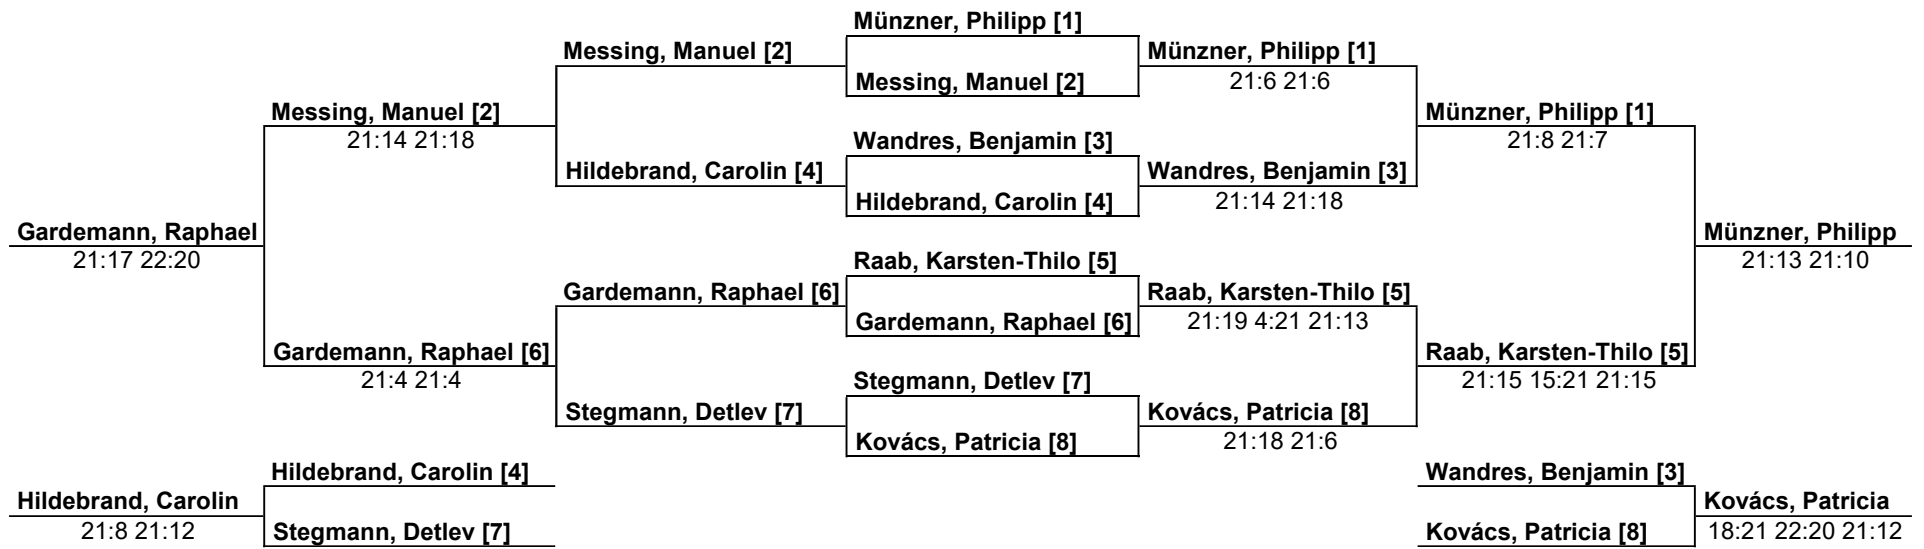 Münzner, Philipp [1]
Messing, Manuel [2]
Münzner, Philipp [1]
Messing, Manuel [2]
21:6 21:6
Messing, Manuel [2]
Münzner, Philipp [1]
21:14 21:18
Wandres, Benjamin [3]
21:8 21:7
Hildebrand, Carolin [4]
Wandres, Benjamin [3]
Hildebrand, Carolin [4]
21:14 21:18
Gardemann, Raphael
Münzner, Philipp
21:17 22:20
Raab, Karsten-Thilo [5]
21:13 21:10
Gardemann, Raphael [6]
Raab, Karsten-Thilo [5]
Gardemann, Raphael [6]
21:19 4:21 21:13
Gardemann, Raphael [6]
Raab, Karsten-Thilo [5]
21:4 21:4
Stegmann, Detlev [7]
21:15 15:21 21:15
Stegmann, Detlev [7]
Kovács, Patricia [8]
Kovács, Patricia [8]
21:18 21:6
Hildebrand, Carolin [4]
Wandres, Benjamin [3]
Hildebrand, Carolin
Kovács, Patricia
21:8 21:12
Stegmann, Detlev [7]
Kovács, Patricia [8]
18:21 22:20 21:12